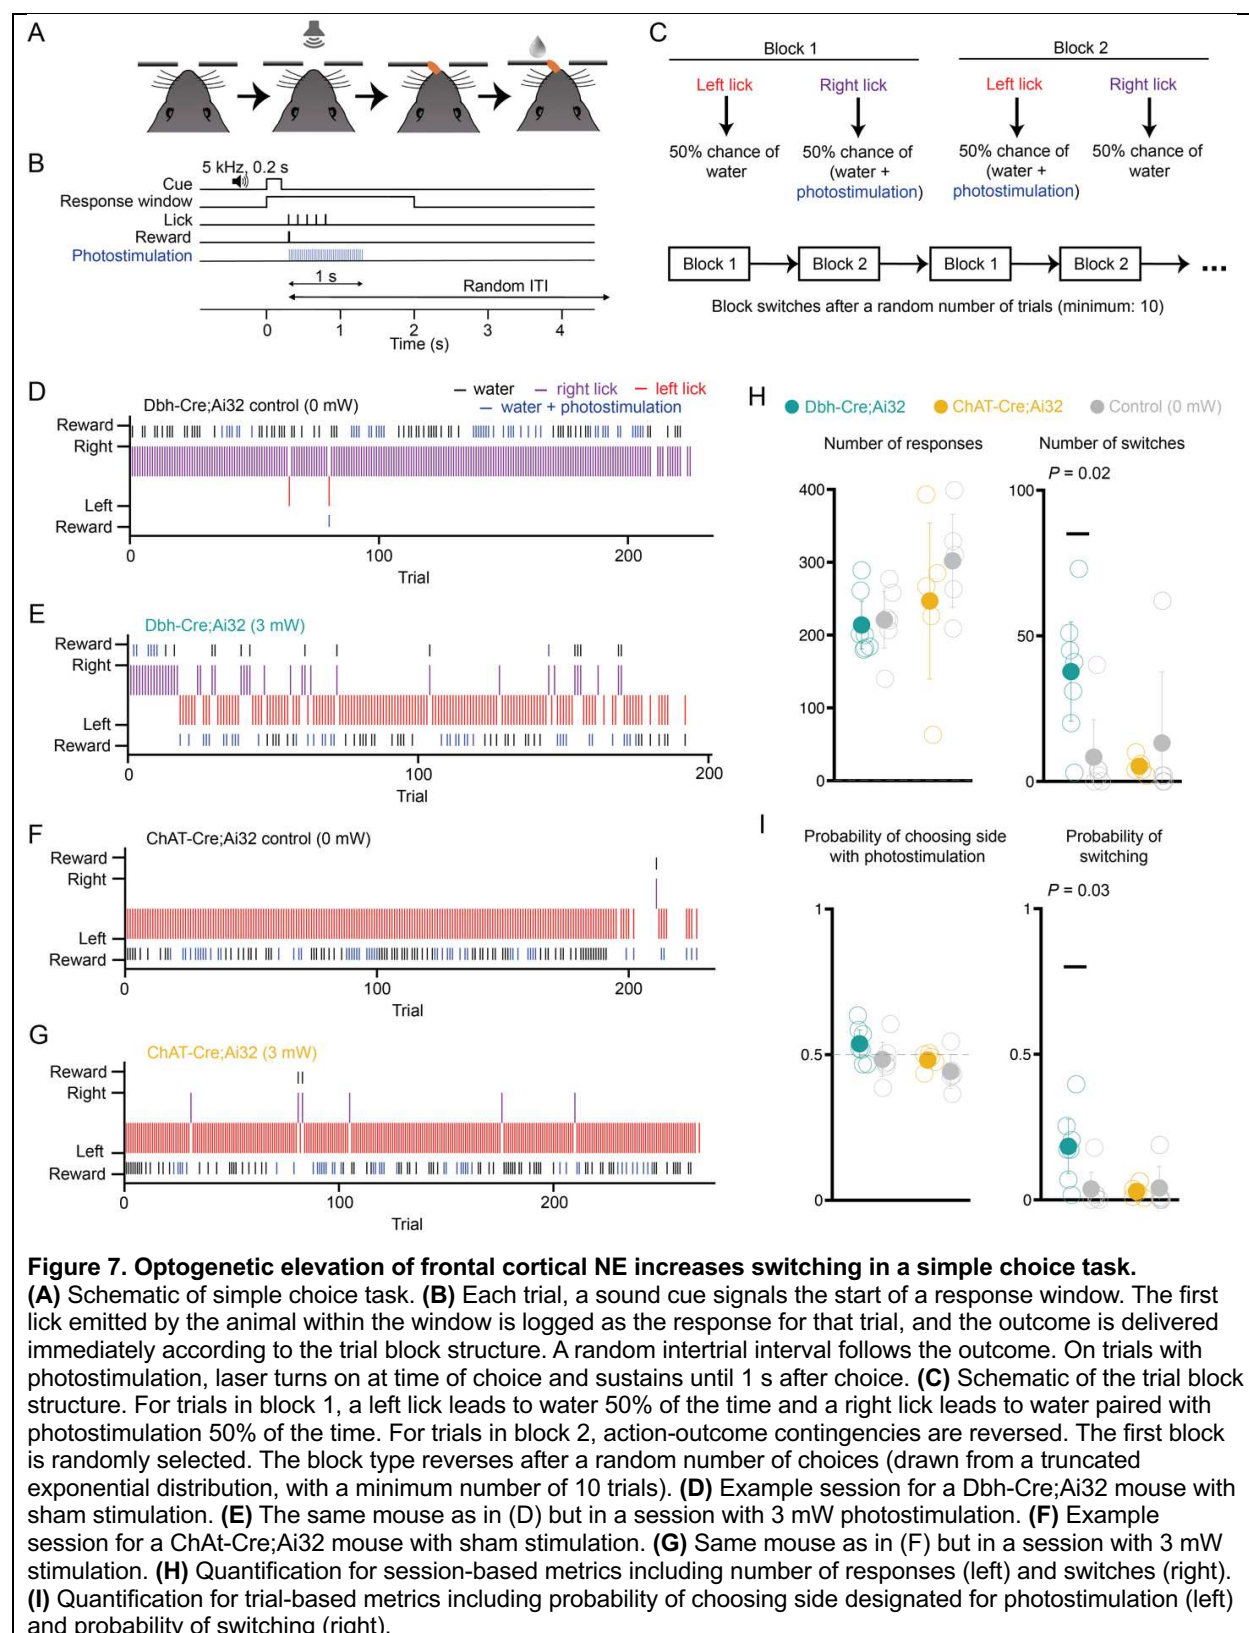 A
C
Block 1
Block 2
Left lick
Right lick
Left lick
Right lick
50% chance of
water
50% chance of
(water +
photostimulation)
50% chance of
(water +
photostimulation)
50% chance of
water
Block 1
Block 2
Block 1
Block 2
...
Block switches after a random number of trials (minimum: 10)
B
5 kHz, 0.2 s
Cue
Response window
Lick
Reward
Photostimulation
1 s
Random ITI
0 1 2 3 4
Time (s)
D
water
right lick
left lick
water + photostimulation
Dbh-Cre;Ai32 control (0 mW)
Reward
Right
Left
Reward
0 100 200
Trial
E
Dbh-Cre;Ai32 (3 mW)
Reward
Right
Left
Reward
0 100 200
Trial
F
ChAT-Cre;Ai32 control (0 mW)
Reward
Right
Left
Reward
0 100 200
Trial
G
ChAT-Cre;Ai32 (3 mW)
Reward
Right
Left
Reward
0 100 200
Trial
H
Dbh-Cre;Ai32
ChAT-Cre;Ai32
Control (0 mW)
Number of responses
400
300
200
100
0
Number of switches
P = 0.02
100
50
0
I
Probability of choosing side
with photostimulation
1
0.5
0
Probability of
switching
P = 0.03
1
0.5
0
Figure 7. Optogenetic elevation of frontal cortical NE increases switching in a simple choice task.
(A) Schematic of simple choice task. (B) Each trial, a sound cue signals the start of a response window. The first
lick emitted by the animal within the window is logged as the response for that trial, and the outcome is delivered
immediately according to the trial block structure. A random intertrial interval follows the outcome. On trials with
photostimulation, laser turns on at time of choice and sustains until 1 s after choice. (C) Schematic of the trial block
structure. For trials in block 1, a left lick leads to water 50% of the time and a right lick leads to water paired with
photostimulation 50% of the time. For trials in block 2, action-outcome contingencies are reversed. The first block
is randomly selected. The block type reverses after a random number of choices (drawn from a truncated
exponential distribution, with a minimum number of 10 trials). (D) Example session for a Dbh-Cre;Ai32 mouse with
sham stimulation. (E) The same mouse as in (D) but in a session with 3 mW photostimulation. (F) Example
session for a ChAt-Cre;Ai32 mouse with sham stimulation. (G) Same mouse as in (F) but in a session with 3 mW
stimulation. (H) Quantification for session-based metrics including number of responses (left) and switches (right).
(I) Quantification for trial-based metrics including probability of choosing side designated for photostimulation (left)
and probability of switching (right).